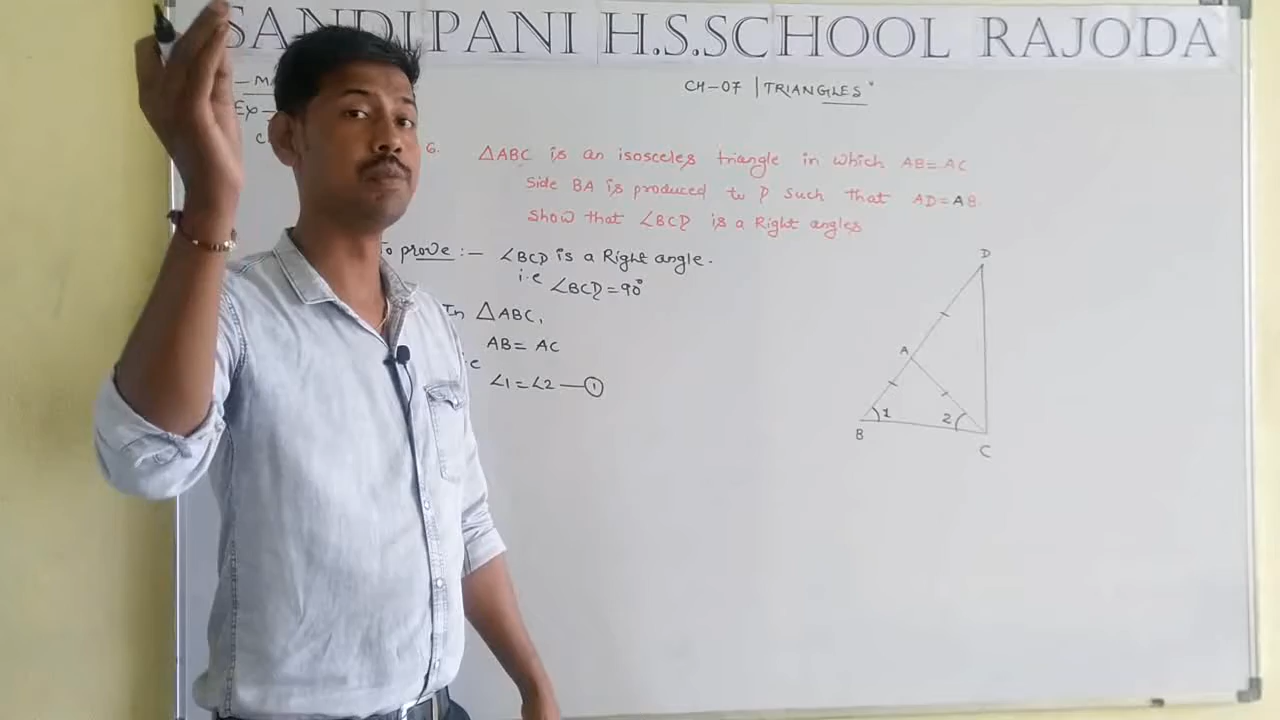 SANDIPANI H.S.SCHOOL RAJODA
CH-07 | TRIANGLES"
6. △ABC is an isosceles triangle in which AB=AC
Side BA is produced to D such that AD=AB.
Show that ∠BCD is a Right angles
To prove :- ∠BCD is a Right angle.
i.e ∠BCD=90°
In △ABC,
AB= AC
∠1=∠2 —①
D
A
1
2
B
C